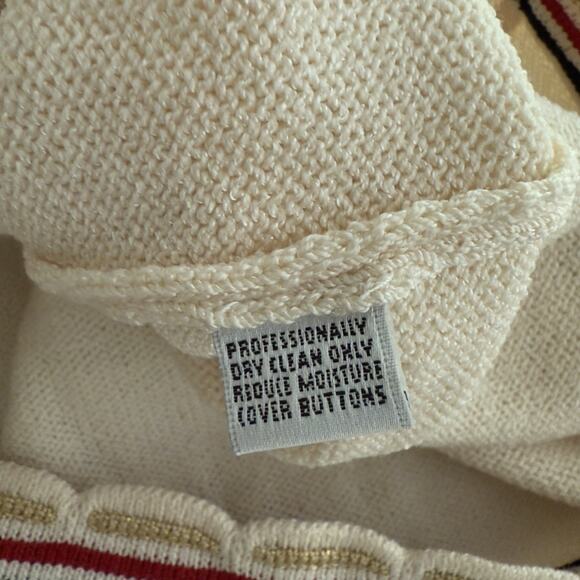 PROFESSIONALLY
DRY CLEAN ONLY
REDUCE MOISTURE
COVER BUTTONS